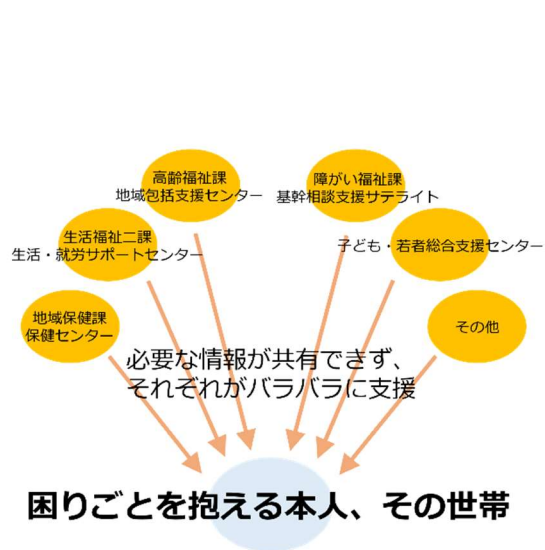 高齢福祉課
地域包括支援センター
障がい福祉課
基幹相談支援サテライト
生活福祉二課
生活・就労サポートセンター
子ども・若者総合支援センター
地域保健課
保健センター
その他
必要な情報が共有できず、
それぞれがバラバラに支援
困りごとを抱える本人、その世帯